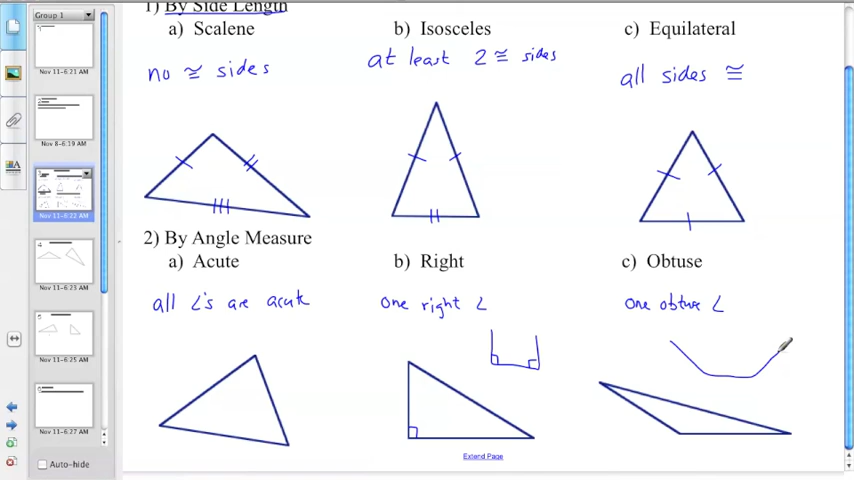 Group 1
Nov 11-6:21 AM
Nov 8-6:19 AM
Nov 11-6:22 AM
Nov 11-6:23 AM
Nov 11-6:25 AM
Nov 11-6:27 AM
Auto-hide
1) By Side Length
a) Scalene
b) Isosceles
c) Equilateral
no ≅ sides
at least 2 ≅ sides
all sides ≅
2) By Angle Measure
a) Acute
b) Right
c) Obtuse
all ∠'s are acute
one right ∠
one obtuse ∠
Extend Page